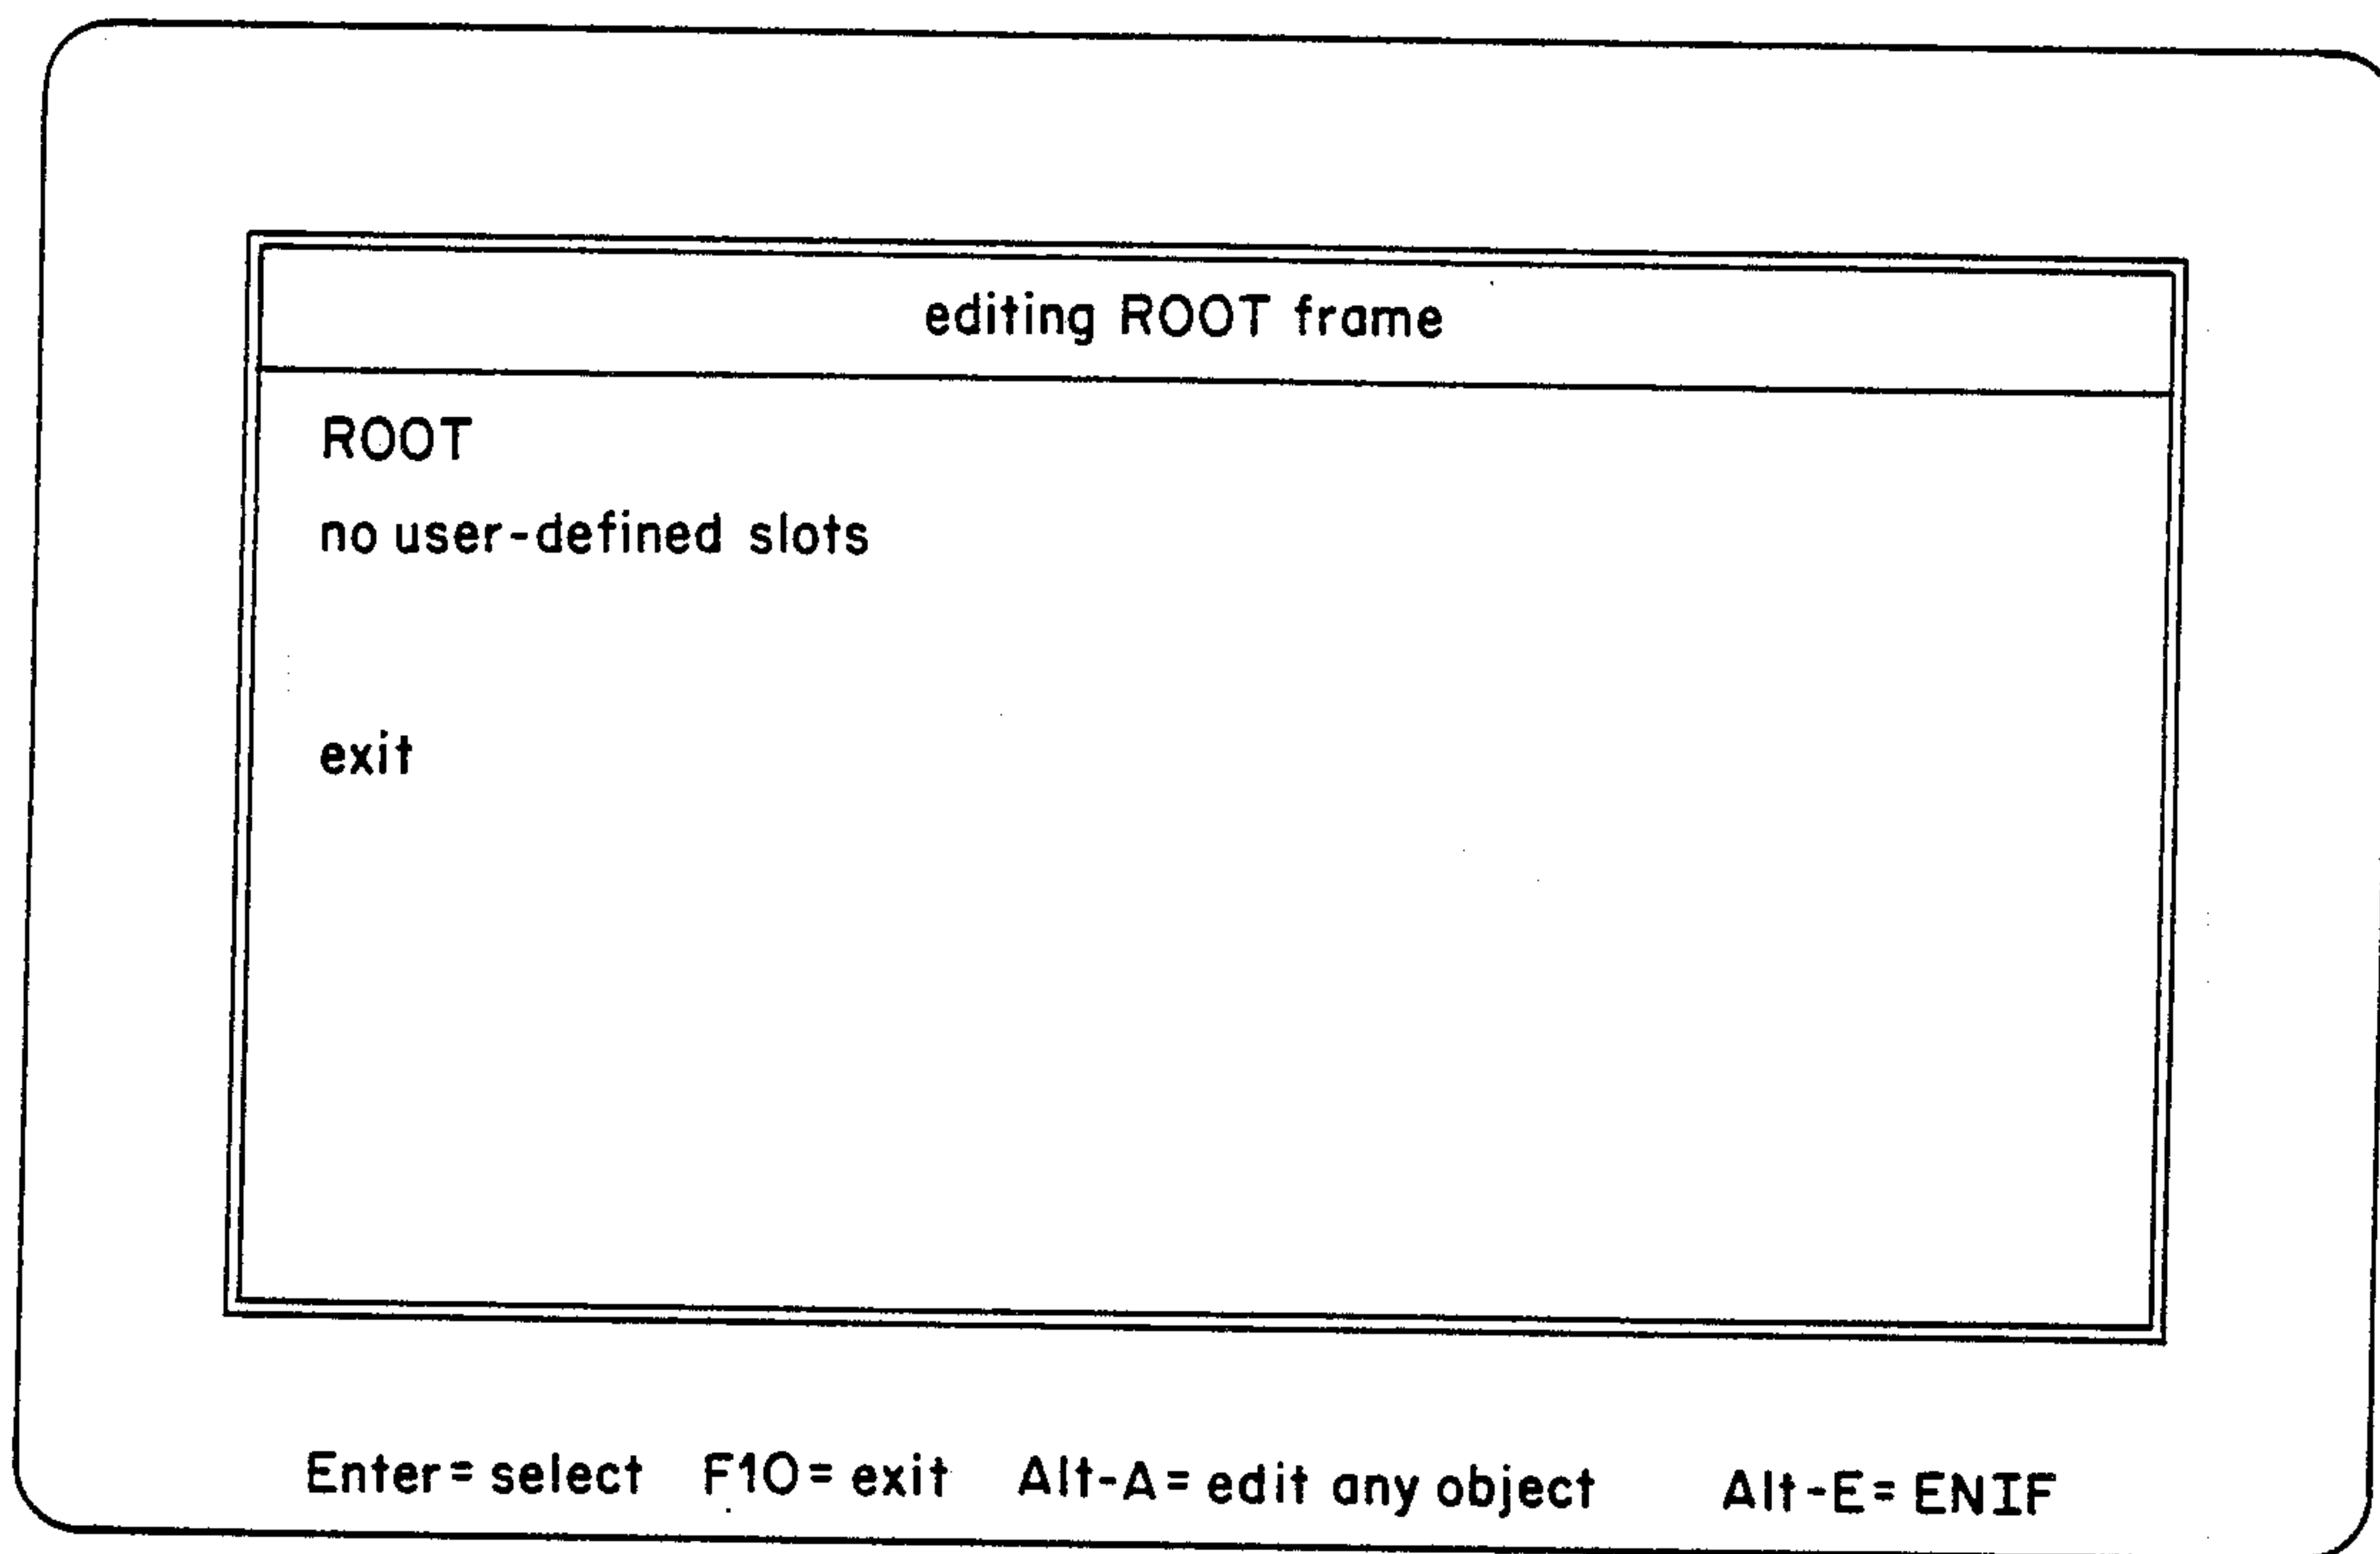 editing ROOT frame
ROOT
no user-defined slots
exit
Enter= select F10= exit Alt-A= edit any object Alt-E= ENIF